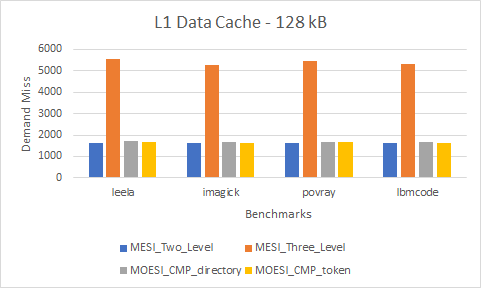 L1 Data Cache - 128 kB
Demand Miss
6000
5000
4000
3000
2000
1000
0
leela imagick povray lbmcode
Benchmarks
MESI_Two_Level MESI_Three_Level
MOESI_CMP_directory MOESI_CMP_token